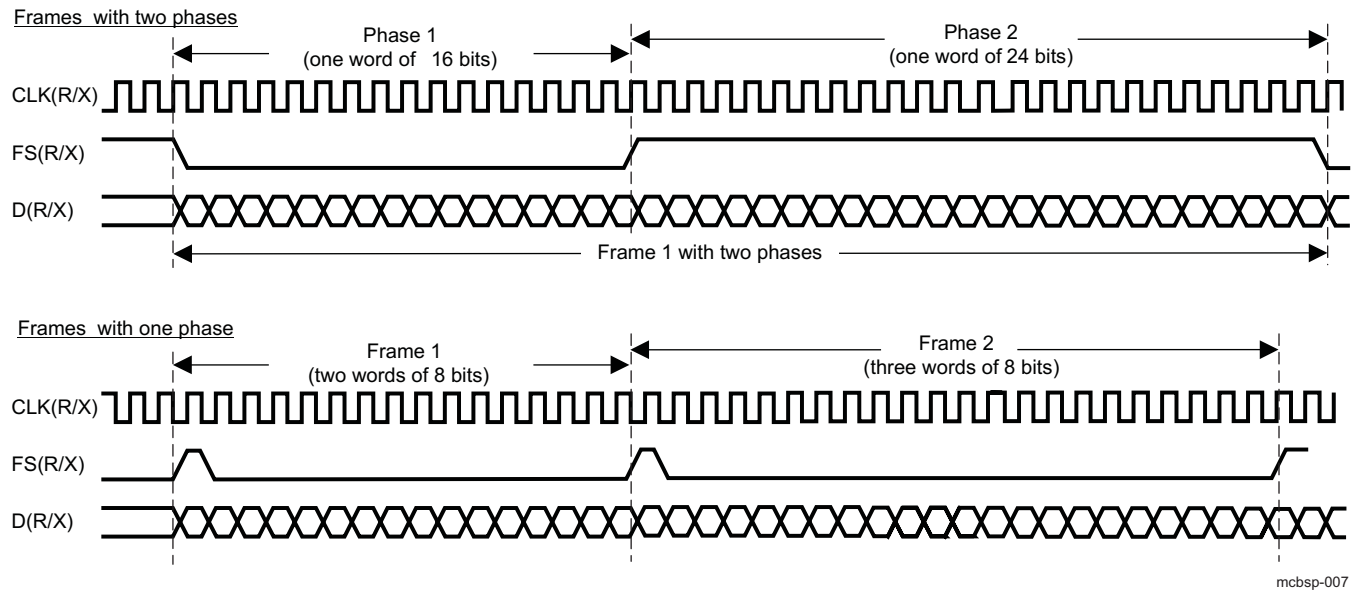 Frames with two phases
Phase 1
(one word of 16 bits)
Phase 2
(one word of 24 bits)
CLK(R/X)
FS(R/X)
D(R/X)
Frame 1 with two phases
Frames with one phase
Frame 1
(two words of 8 bits)
Frame 2
(three words of 8 bits)
CLK(R/X)
FS(R/X)
D(R/X)
mcbsp-007